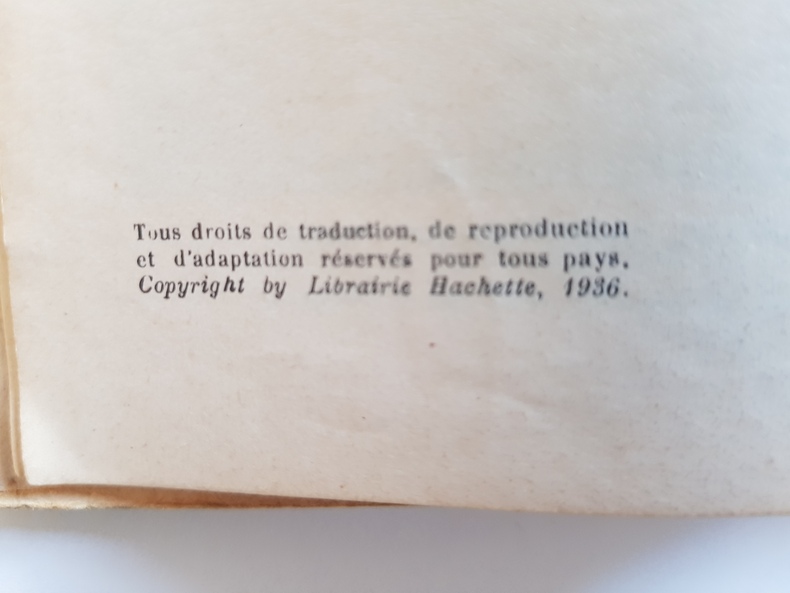 Tous droits de traduction, de reproduction
et d'adaptation réservés pour tous pays.
Copyright by Librairie Hachette, 1936.